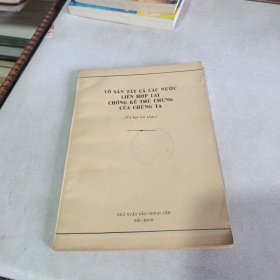 VÔ SẢN TẤT CẢ CÁC NƯỚC
LIÊN HỢP LẠI
CHỐNG KẺ THÙ CHUNG
CỦA CHÚNG TA
NHÀ XUẤT BẢN NGOẠI VĂN
BẮC-KINH